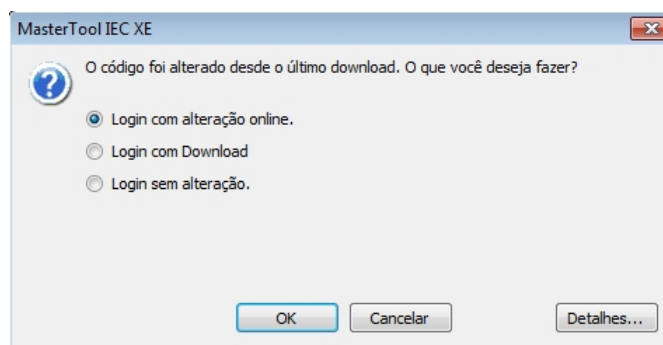 MasterTool IEC XE
O código foi alterado desde o último download. O que você deseja fazer?
Login com alteração online.
Login com Download
Login sem alteração.
OK
Cancelar
Detalhes...